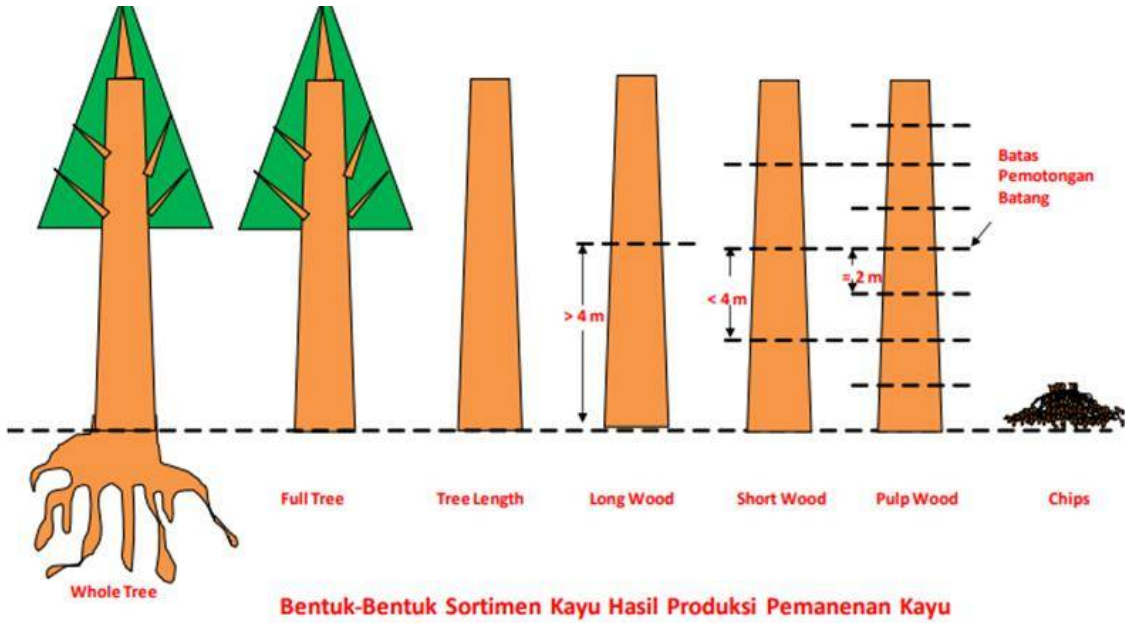 Batas
Pemotongan
Batang
> 4 m
< 4 m
= 2 m
Full Tree
Tree Length
Long Wood
Short Wood
Pulp Wood
Chips
Whole Tree
Bentuk-Bentuk Sortimen Kayu Hasil Produksi Pemanenan Kayu